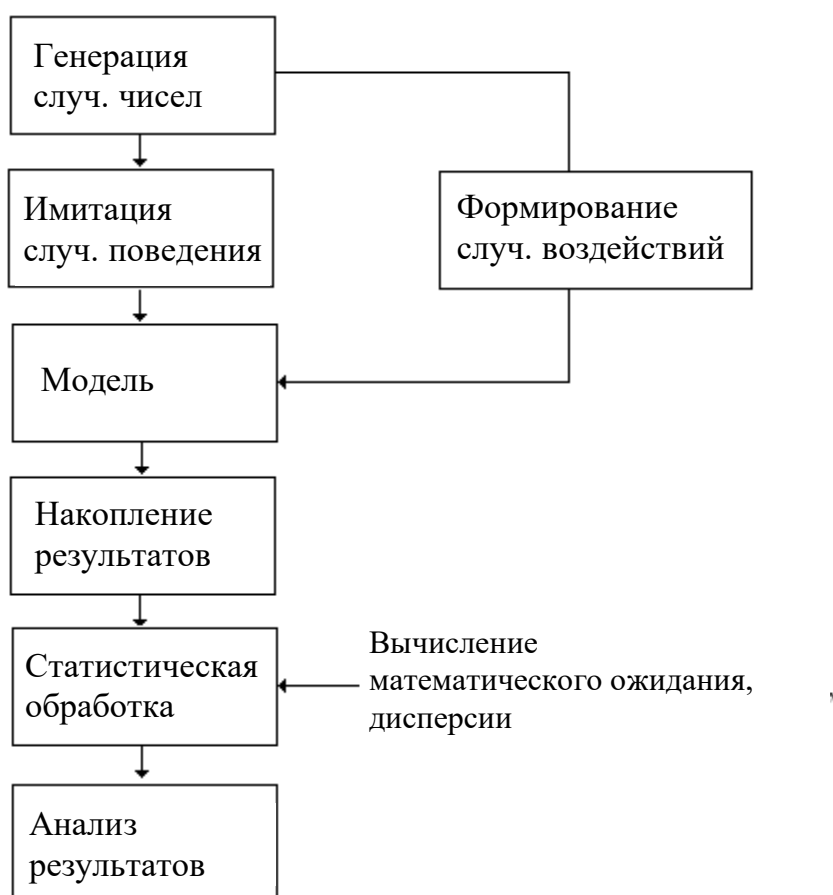 Генерация
случ. чисел
Имитация
случ. поведения
Формирование
случ. воздействий
Модель
Накопление
результатов
Статистическая
обработка
Вычисление
математического ожидания,
дисперсии
Анализ
результатов